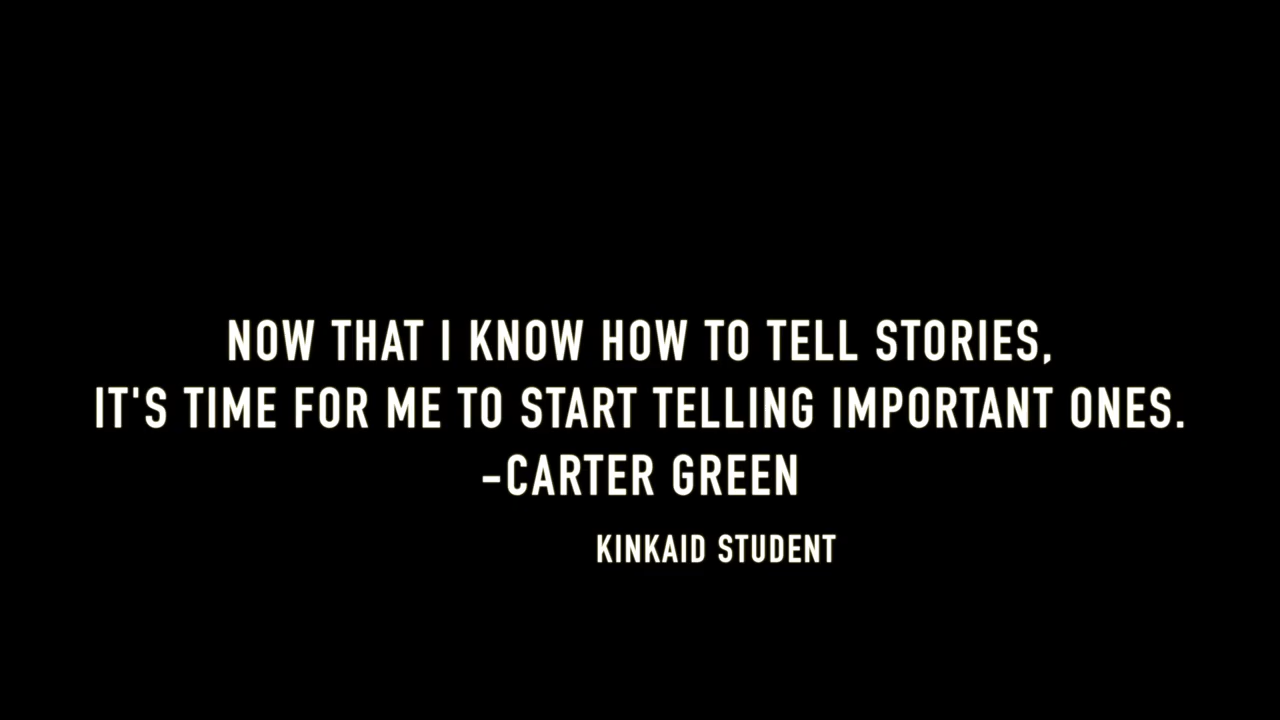 NOW THAT I KNOW HOW TO TELL STORIES,
IT'S TIME FOR ME TO START TELLING IMPORTANT ONES.
-CARTER GREEN
KINKAID STUDENT